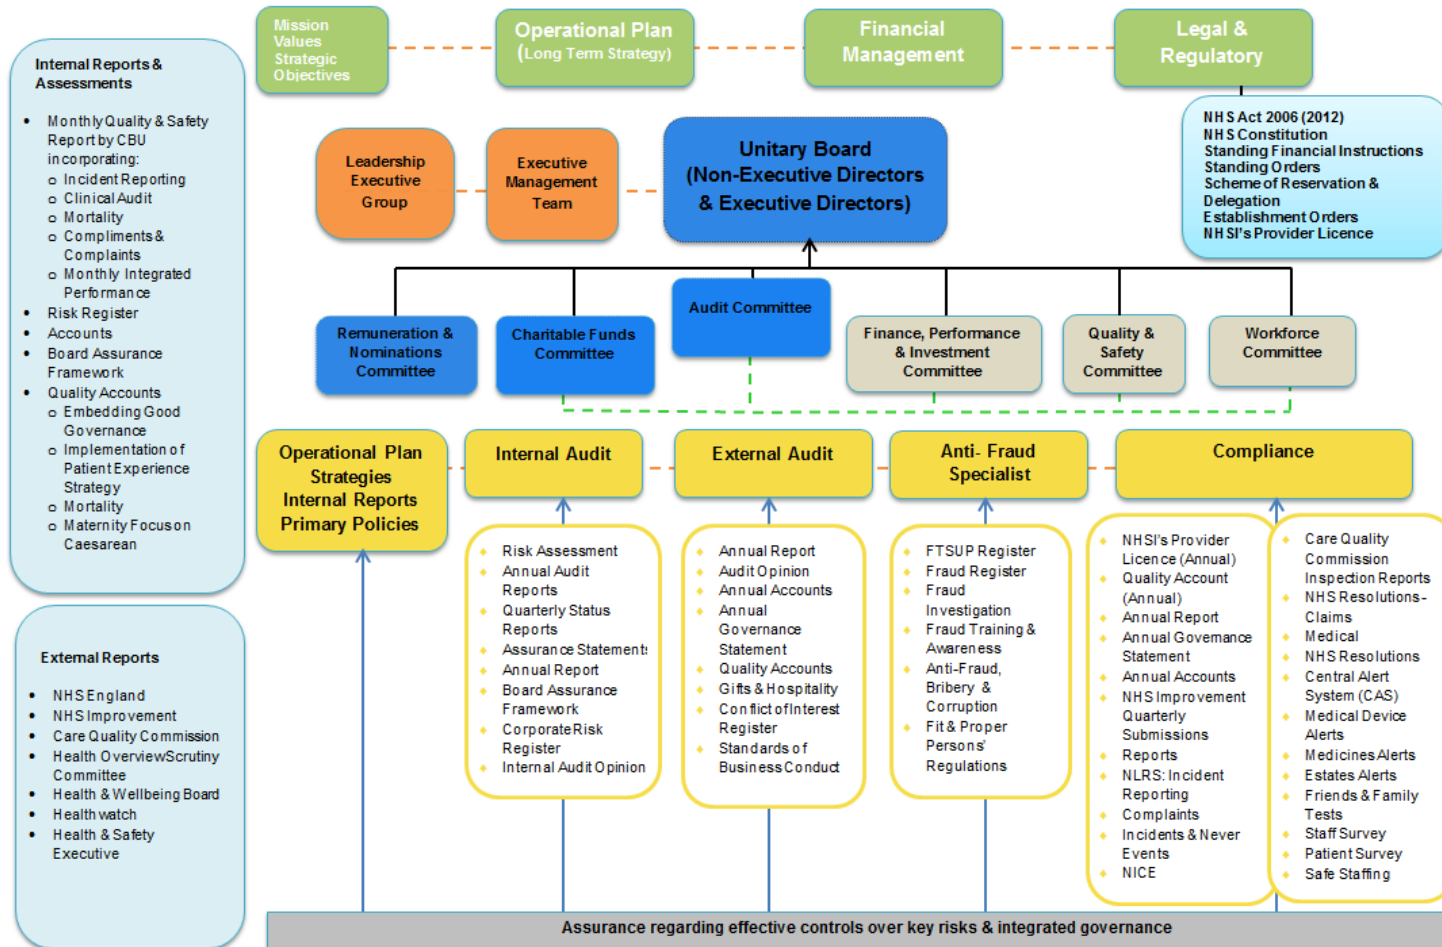 Mission
Values
Strategic
Objectives
Operational Plan
(Long Term Strategy)
Financial
Management
Legal &
Regulatory
Internal Reports &
Assessments
• Monthly Quality & Safety
Report by CBU
incorporating:
o Incident Reporting
o Clinical Audit
o Mortality
o Compliments &
Complaints
o Monthly Integrated
Performance
• Risk Register
• Accounts
• Board Assurance
Framework
• Quality Accounts
o Embedding Good
Governance
o Implementation of
Patient Experience
Strategy
o Mortality
o Maternity Focus on
Caesarean
NHS Act 2006 (2012)
NHS Constitution
Standing Financial Instructions
Standing Orders
Scheme of Reservation &
Delegation
Establishment Orders
NHSI's Provider Licence
Leadership
Executive
Group
Executive
Management
Team
Unitary Board
(Non-Executive Directors
& Executive Directors)
Remuneration &
Nominations
Committee
Charitable Funds
Committee
Audit Committee
Finance, Performance
& Investment
Committee
Quality &
Safety
Committee
Workforce
Committee
Operational Plan
Strategies
Internal Reports
Primary Policies
Internal Audit
External Audit
Anti- Fraud
Specialist
Compliance
Risk Assessment
Annual Audit
Reports
Quarterly Status
Reports
Assurance Statements
Annual Report
Board Assurance
Framework
Corporate Risk
Register
Internal Audit Opinion
Annual Report
Audit Opinion
Annual Accounts
Annual
Governance
Statement
Quality Accounts
Gifts & Hospitality
Conflict of Interest
Register
Standards of
Business Conduct
FTSUP Register
Fraud Register
Fraud
Investigation
Fraud Training &
Awareness
Anti-Fraud,
Bribery &
Corruption
Fit & Proper
Persons'
Regulations
NHSI's Provider
Licence (Annual)
Quality Account
(Annual)
Annual Report
Annual Governance
Statement
Annual Accounts
NHS Improvement
Quarterly
Submissions
Reports
NLRS: Incident
Reporting
Complaints
Incidents & Never
Events
NICE
Care Quality
Commission
Inspection Reports
NHS Resolutions-
Claims
Medical
NHS Resolutions
Central Alert
System (CAS)
Medical Device
Alerts
Medicines Alerts
Estates Alerts
Friends & Family
Tests
Staff Survey
Patient Survey
Safe Staffing
External Reports
• NHS England
• NHS Improvement
• Care Quality Commission
• Health Overview Scrutiny
Committee
• Health & Wellbeing Board
• Healthwatch
• Health & Safety
Executive
Assurance regarding effective controls over key risks & integrated governance